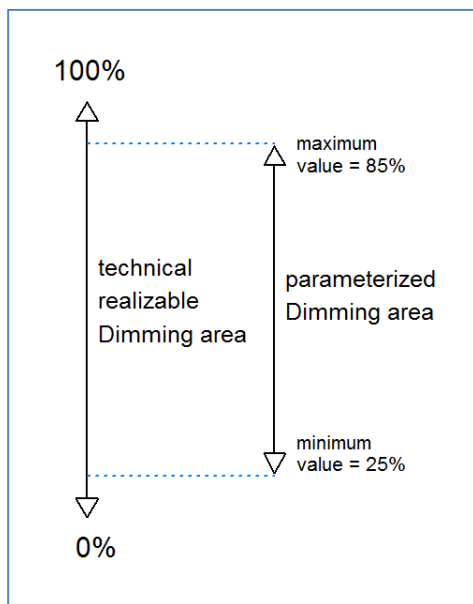 100%
maximum
value = 85%
technical
realizable
Dimming area
parameterized
Dimming area
minimum
value = 25%
0%